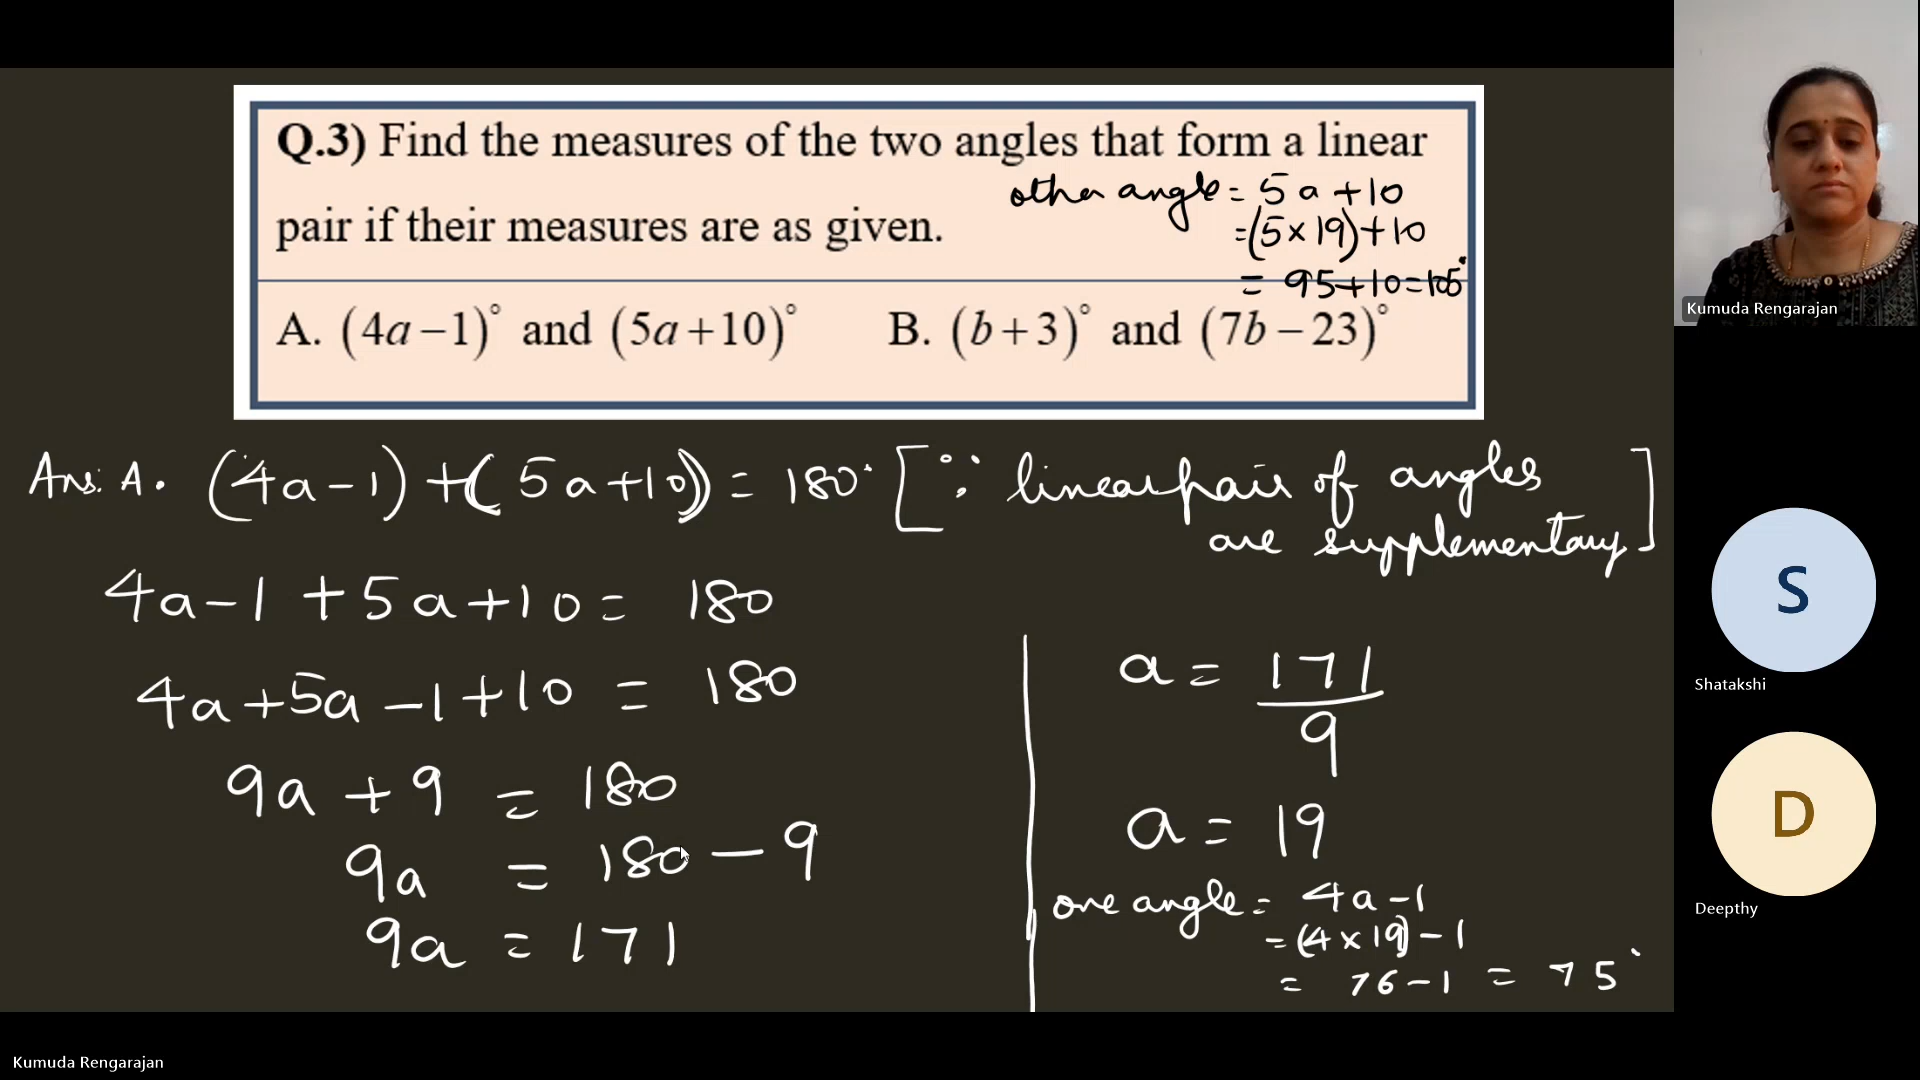 Q.3) Find the measures of the two angles that form a linear
pair if their measures are as given.
other angle = 5a +10
=(5×19)+10
= 95+10=105°
A. (4a−1)° and (5a+10)° B. (b+3)° and (7b−23)°
Ans: A. (4a-1) +(5a+10) = 180° [∵ linear pair of angles
are supplementary]
4a-1 +5a+10 = 180
4a+5a -1+10 = 180
9a + 9 = 180
9a = 180 - 9
9a = 171
a = 171/9
a = 19
one angle = 4a -1
= (4×19) -1
= 76-1 = 75°
Kumuda Rengarajan
S
Shatakshi
D
Deepthy
Kumuda Rengarajan